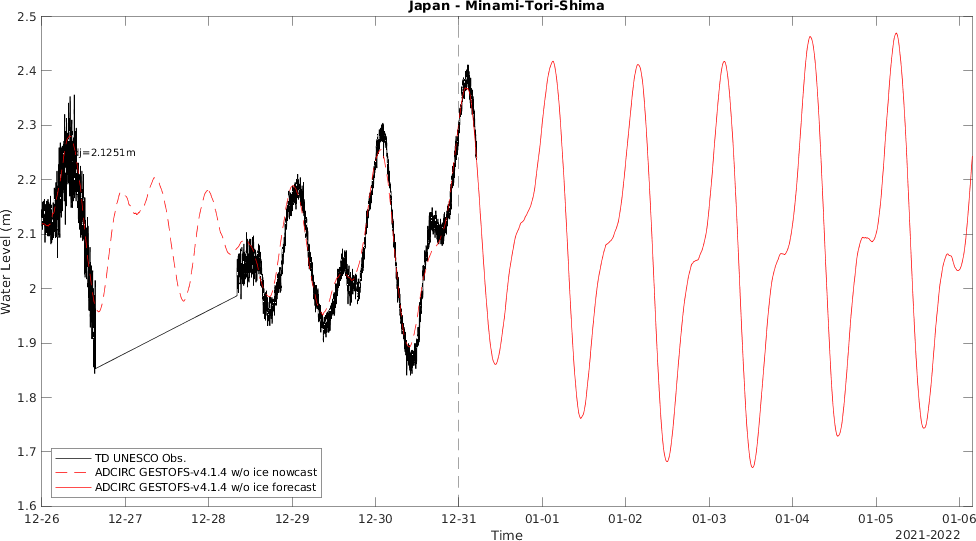 Japan - Minami-Tori-Shima
2.5
2.4
2.3
2.2
2.1
2
1.9
1.8
1.7
1.6
Water Level (m)
j=2.1251m
TD UNESCO Obs.
ADCIRC GESTOFS-v4.1.4 w/o ice nowcast
ADCIRC GESTOFS-v4.1.4 w/o ice forecast
12-26 12-27 12-28 12-29 12-30 12-31 01-01 01-02 01-03 01-04 01-05 01-06
Time
2021-2022